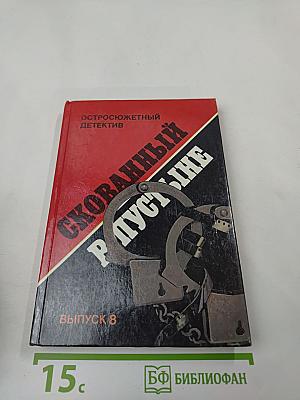 ОСТРОСЮЖЕТНЫЙ
ДЕТЕКТИВ
СКОВАННЫЙ
В ПУСТЫНЕ
ВЫПУСК 8
15с
БФ БИБЛИОФАН